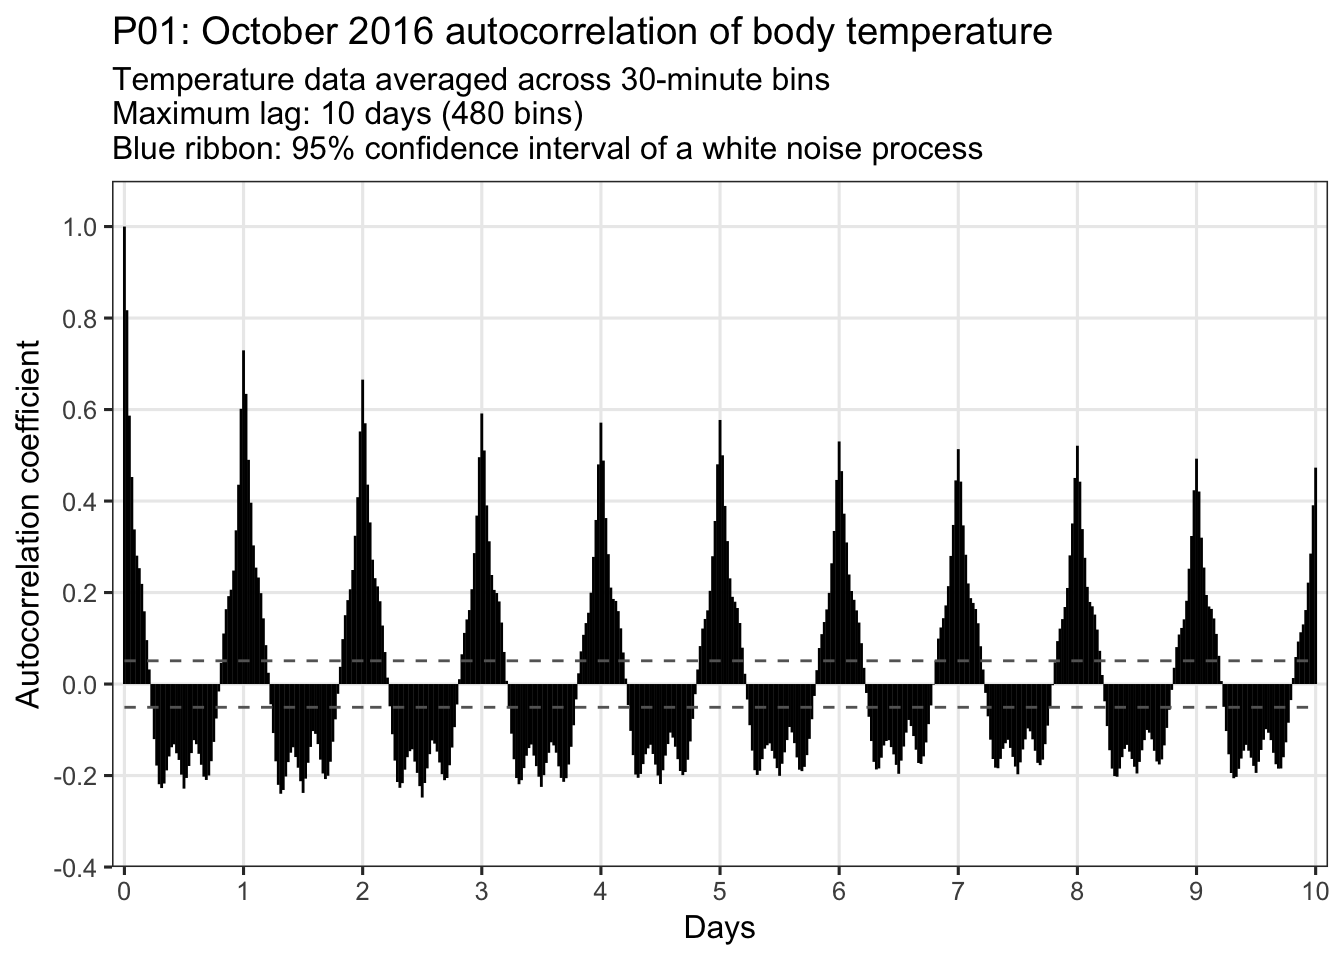 P01: October 2016 autocorrelation of body temperature
Temperature data averaged across 30-minute bins
Maximum lag: 10 days (480 bins)
Blue ribbon: 95% confidence interval of a white noise process
Autocorrelation coefficient
1.0
0.8
0.6
0.4
0.2
0.0
-0.2
-0.4
0 1 2 3 4 5 6 7 8 9 10
Days